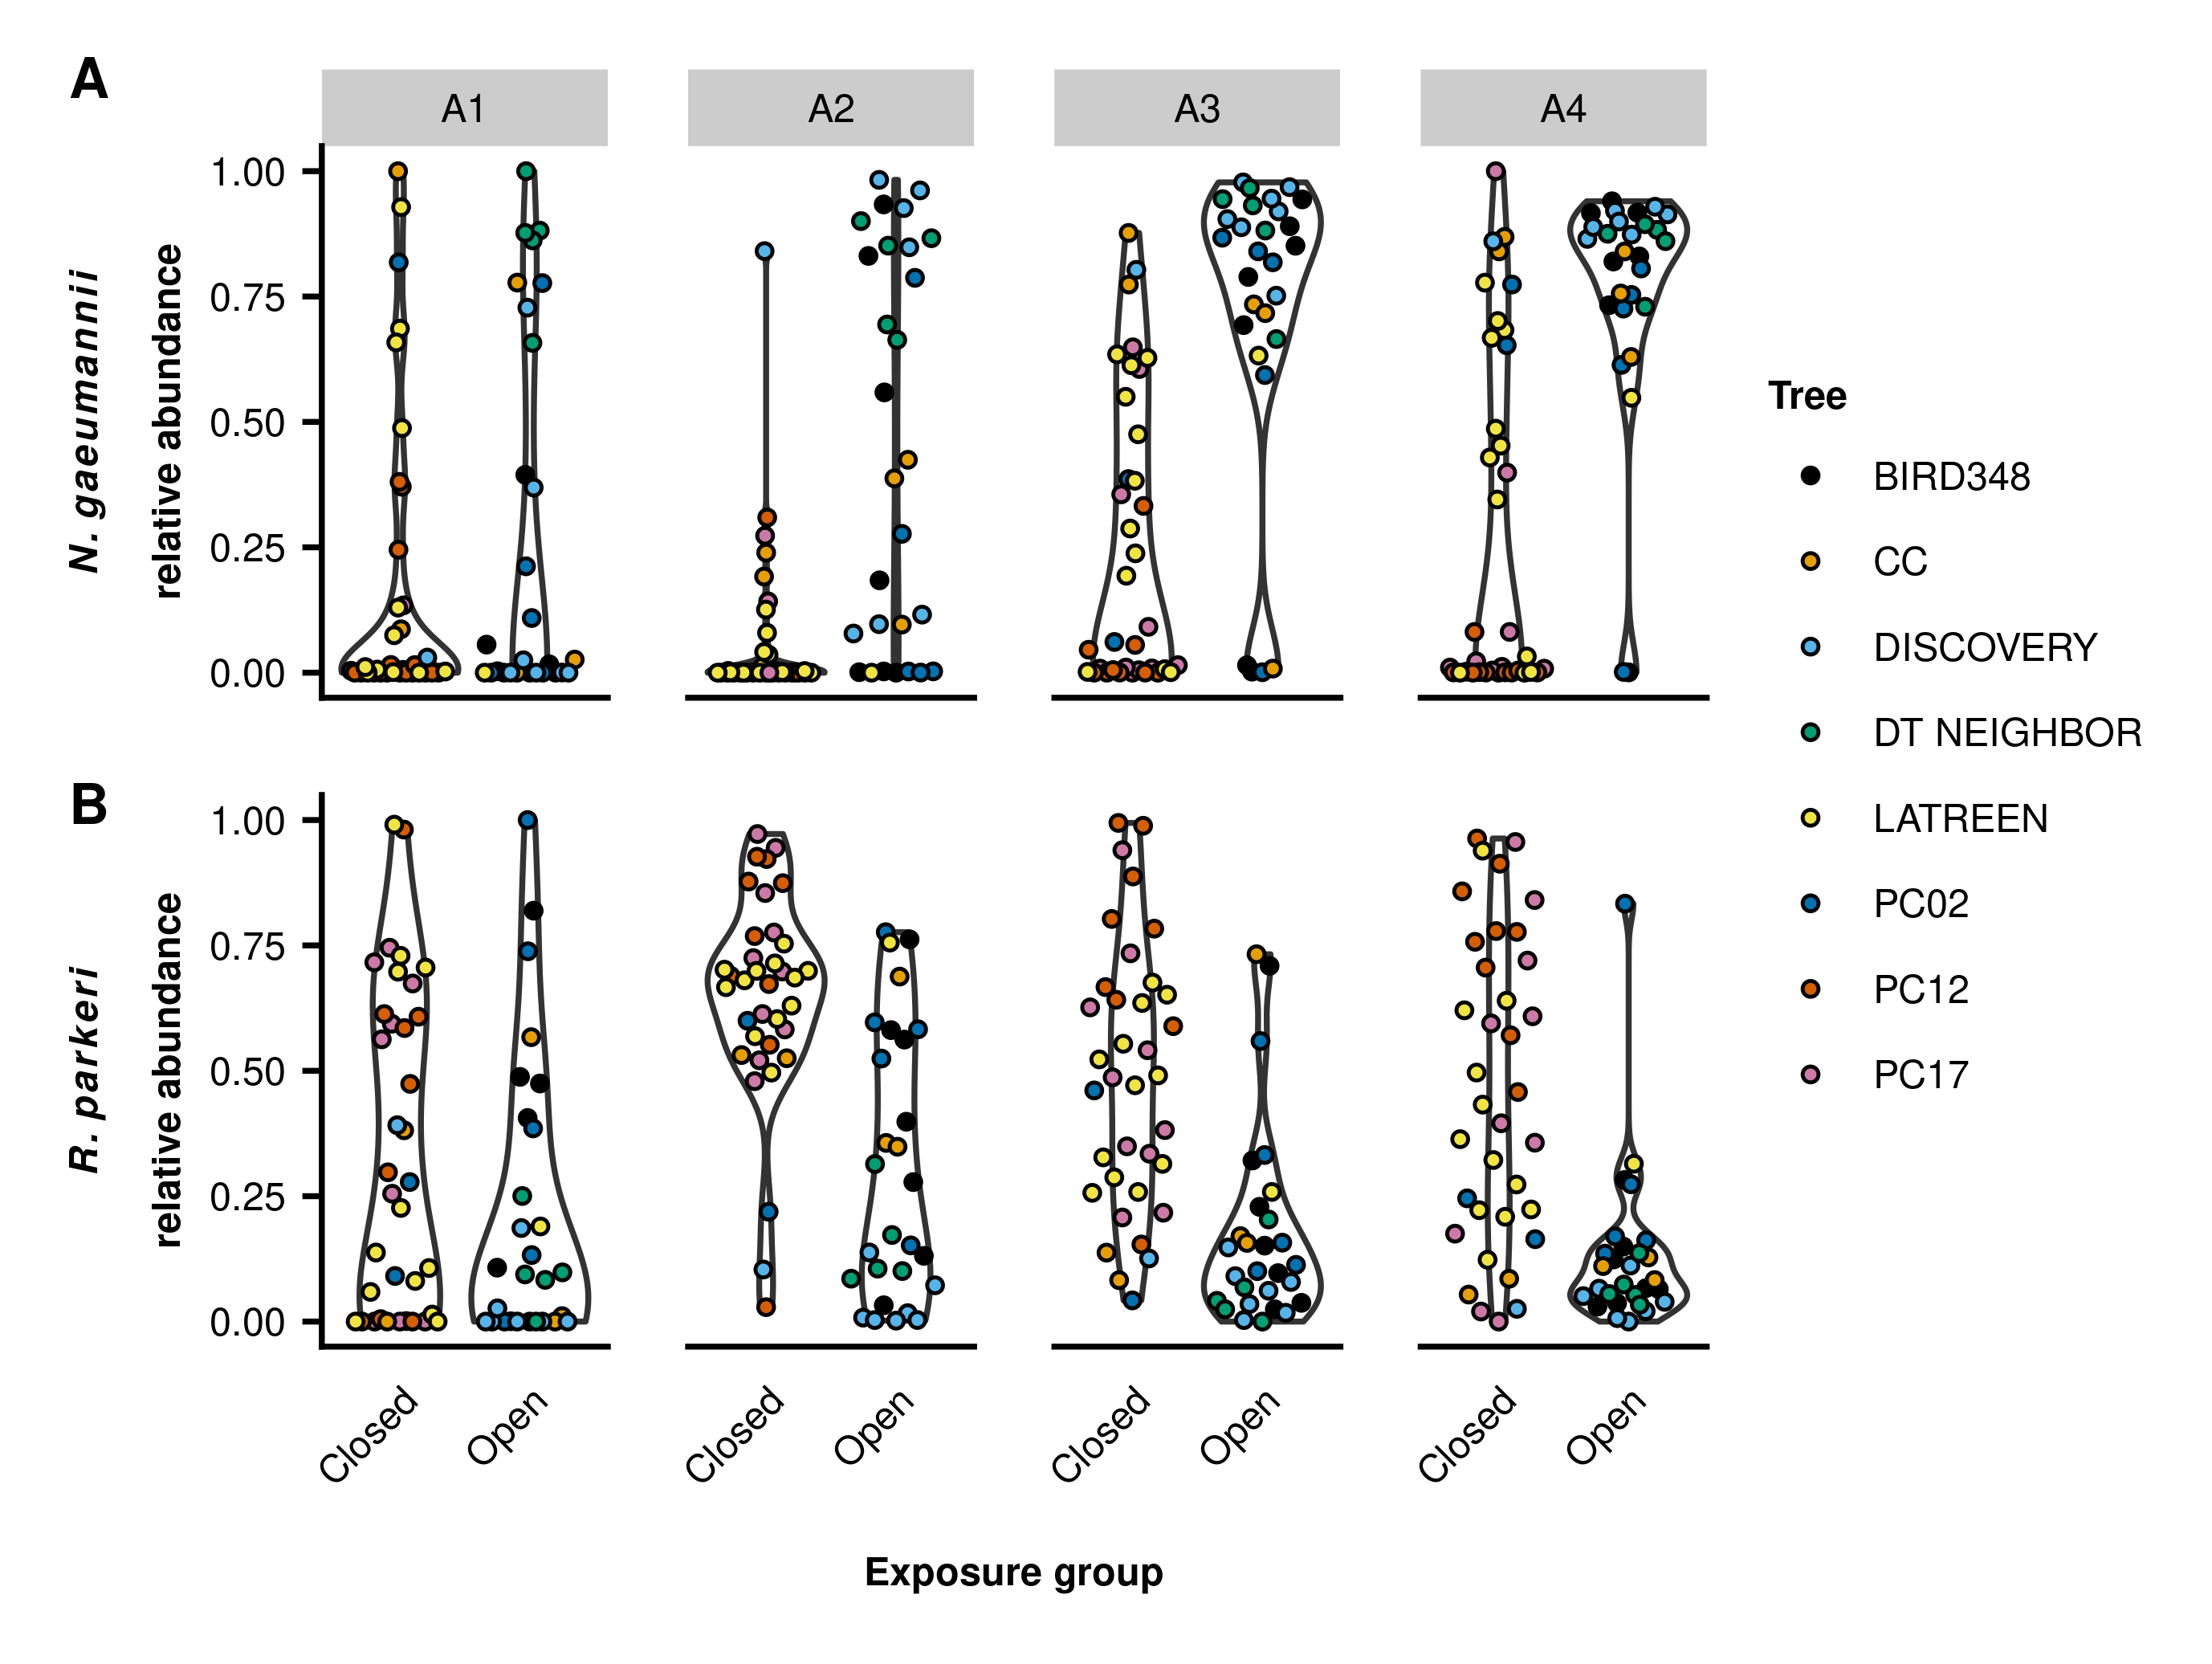 A
A1 A2 A3 A4
N. gaeumannii
relative abundance
1.00
0.75
0.50
0.25
0.00
B
R. parkeri
relative abundance
1.00
0.75
0.50
0.25
0.00
Closed Open Closed Open Closed Open Closed Open
Exposure group
Tree
BIRD348
CC
DISCOVERY
DT NEIGHBOR
LATREEN
PC02
PC12
PC17